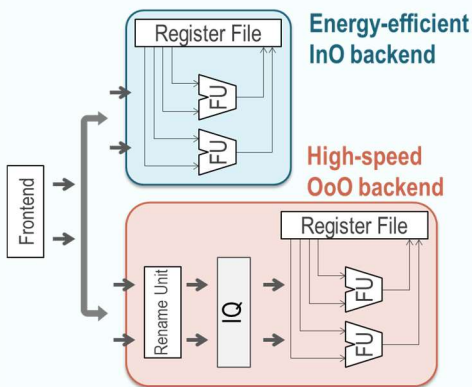 Energy-efficient
InO backend
Register File
FU
FU
Frontend
High-speed
OoO backend
Register File
Rename Unit
IQ
FU
FU